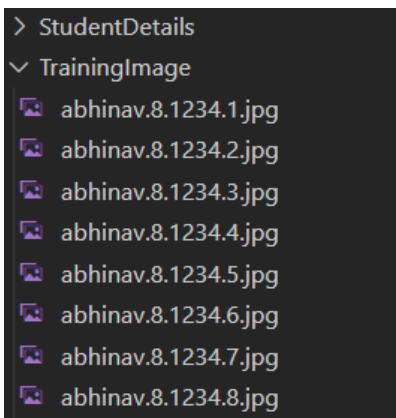 StudentDetails
TrainingImage
abhinav.8.1234.1.jpg
abhinav.8.1234.2.jpg
abhinav.8.1234.3.jpg
abhinav.8.1234.4.jpg
abhinav.8.1234.5.jpg
abhinav.8.1234.6.jpg
abhinav.8.1234.7.jpg
abhinav.8.1234.8.jpg